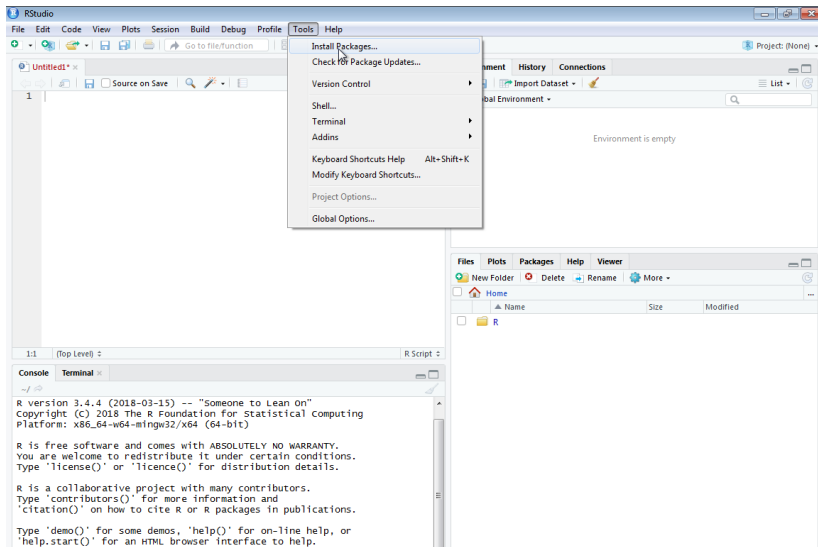 RStudio
File Edit Code View Plots Session Build Debug Profile Tools Help
Go to file/function
Project: (None)
Install Packages...
Check for Package Updates...
Version Control
Shell...
Terminal
Addins
Keyboard Shortcuts Help Alt+Shift+K
Modify Keyboard Shortcuts...
Project Options...
Global Options...
Untitled1*
Source on Save
1
1:1 (Top Level) R Script
nment History Connections
Import Dataset List
bal Environment
Environment is empty
Files Plots Packages Help Viewer
New Folder Delete Rename More
Home ...
Name Size Modified
R
Console Terminal
~/
R version 3.4.4 (2018-03-15) -- "Someone to Lean On"
Copyright (C) 2018 The R Foundation for Statistical Computing
Platform: x86_64-w64-mingw32/x64 (64-bit)
R is free software and comes with ABSOLUTELY NO WARRANTY.
You are welcome to redistribute it under certain conditions.
Type 'license()' or 'licence()' for distribution details.
R is a collaborative project with many contributors.
Type 'contributors()' for more information and
'citation()' on how to cite R or R packages in publications.
Type 'demo()' for some demos, 'help()' for on-line help, or
'help.start()' for an HTML browser interface to help.